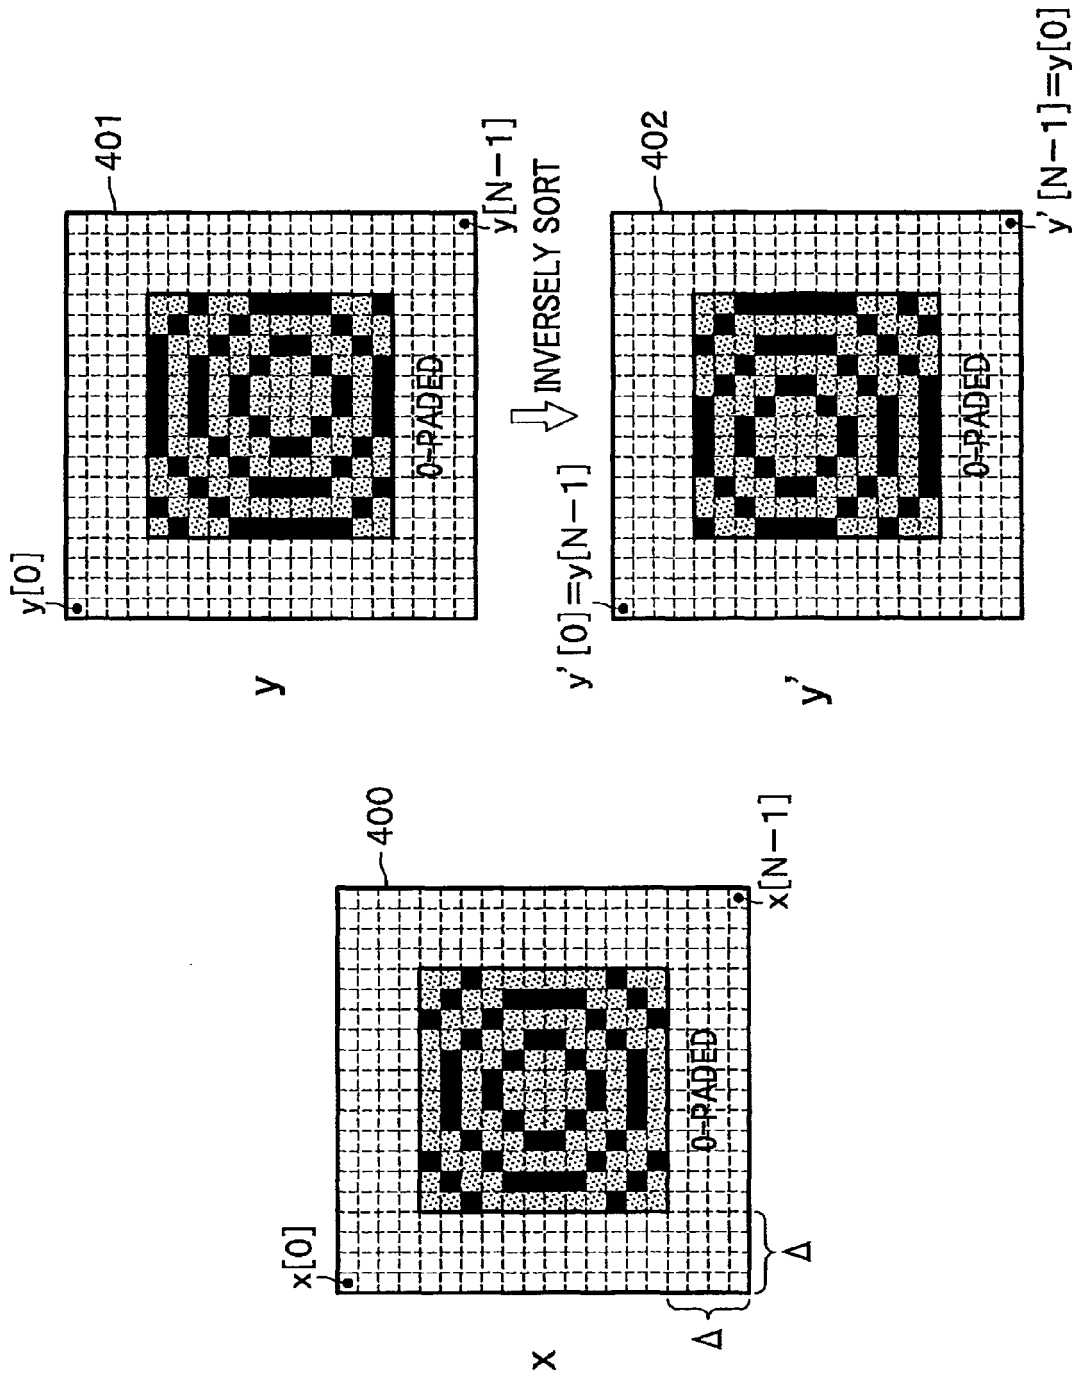 x
x[0]
400
x[N-1]
0-PADED
Δ
Δ
y
y[0]
401
y[N-1]
0-PADED
INVERSELY SORT
y'
y'[0]=y[N-1]
402
y'[N-1]=y[0]
0-PADED